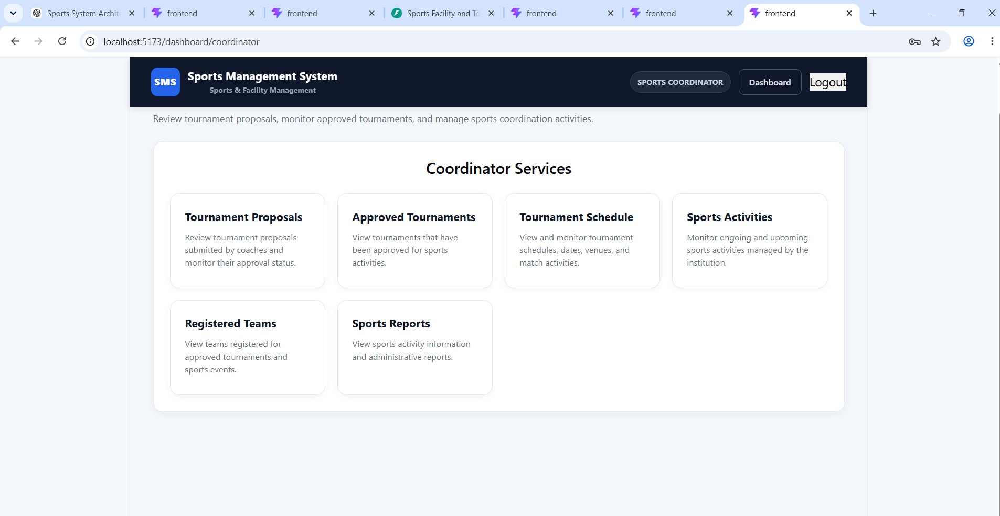 Sports System Archit
frontend
frontend
Sports Facility and To
frontend
frontend
frontend
localhost:5173/dashboard/coordinator
SMS
Sports Management System
Sports & Facility Management
SPORTS COORDINATOR
Dashboard
Logout
Review tournament proposals, monitor approved tournaments, and manage sports coordination activities.
Coordinator Services
Tournament Proposals
Review tournament proposals
submitted by coaches and
monitor their approval status.
Approved Tournaments
View tournaments that have
been approved for sports
activities.
Tournament Schedule
View and monitor tournament
schedules, dates, venues, and
match activities.
Sports Activities
Monitor ongoing and upcoming
sports activities managed by the
institution.
Registered Teams
View teams registered for
approved tournaments and
sports events.
Sports Reports
View sports activity information
and administrative reports.